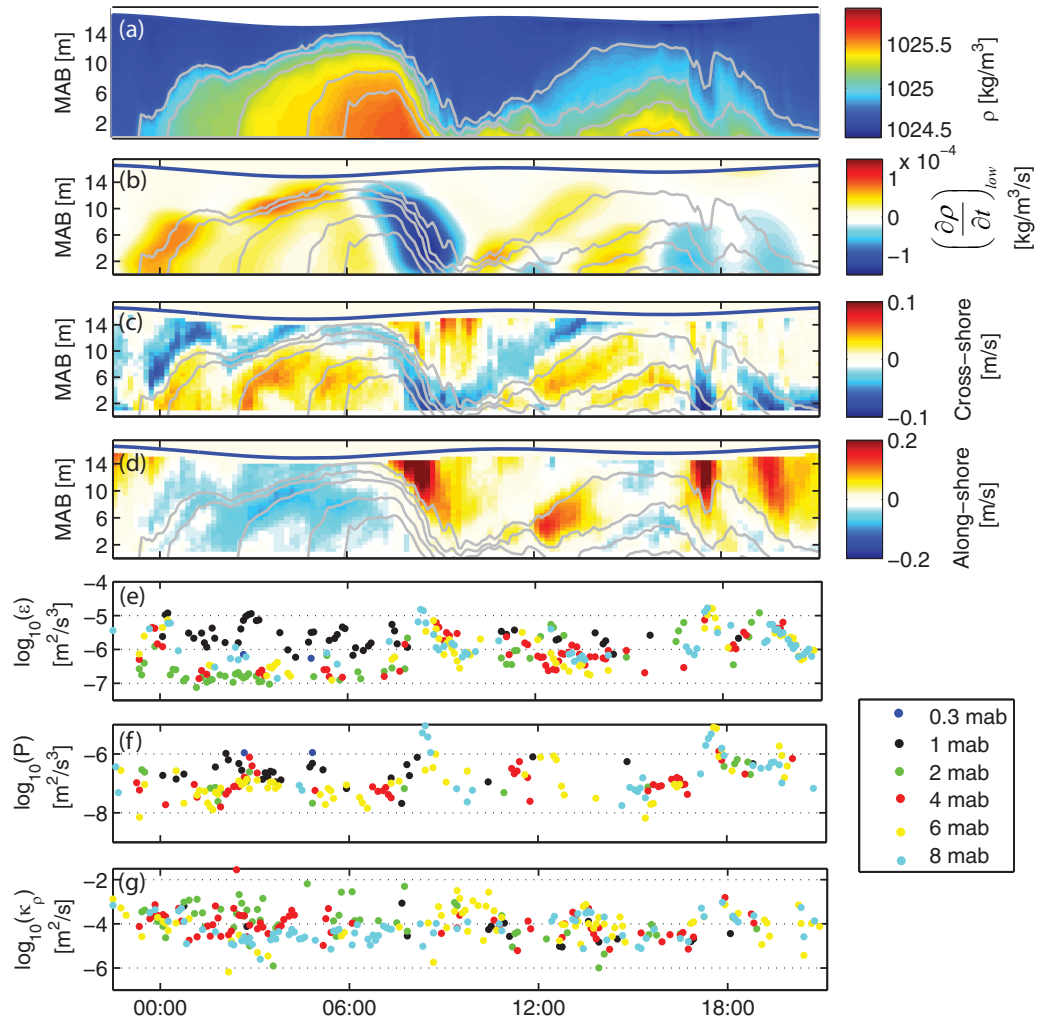 (a)
MAB [m]
14
10
6
2
1025.5
1025
1024.5
ρ [kg/m³]
(b)
MAB [m]
14
10
6
2
x 10⁻⁴
1
0
−1
(∂ρ/∂t)low
[kg/m³/s]
(c)
MAB [m]
14
10
6
2
0.1
0
−0.1
Cross−shore
[m/s]
(d)
MAB [m]
14
10
6
2
0.2
0
−0.2
Along−shore
[m/s]
(e)
log₁₀(ε)
[m²/s³]
−4
−5
−6
−7
(f)
log₁₀(P)
[m²/s³]
−6
−8
(g)
log₁₀(κρ)
[m²/s]
−2
−4
−6
00:00 06:00 12:00 18:00
0.3 mab
1 mab
2 mab
4 mab
6 mab
8 mab